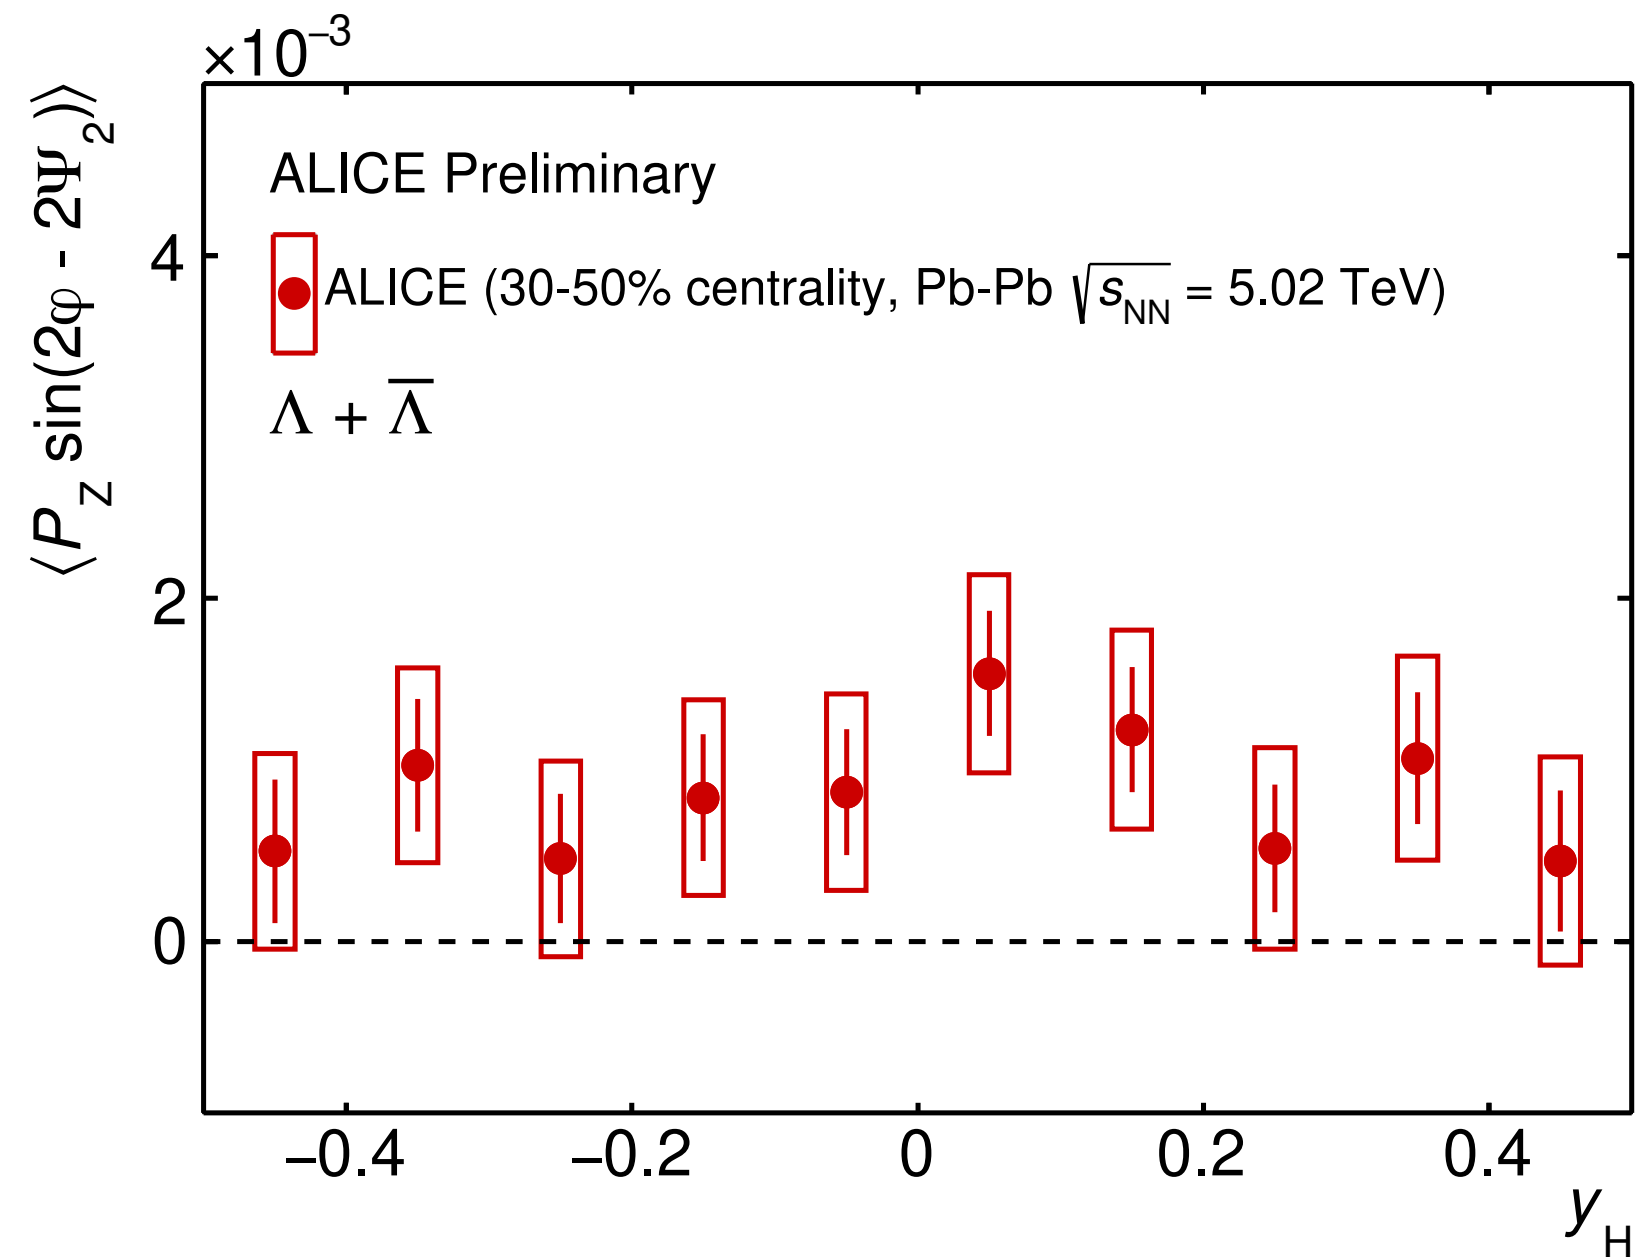 ×10⁻³
⟨P_Z sin(2φ - 2Ψ_2)⟩
ALICE Preliminary
ALICE (30-50% centrality, Pb-Pb √s_NN = 5.02 TeV)
Λ + Λ̅
4
2
0
−0.4 −0.2 0 0.2 0.4
y_H